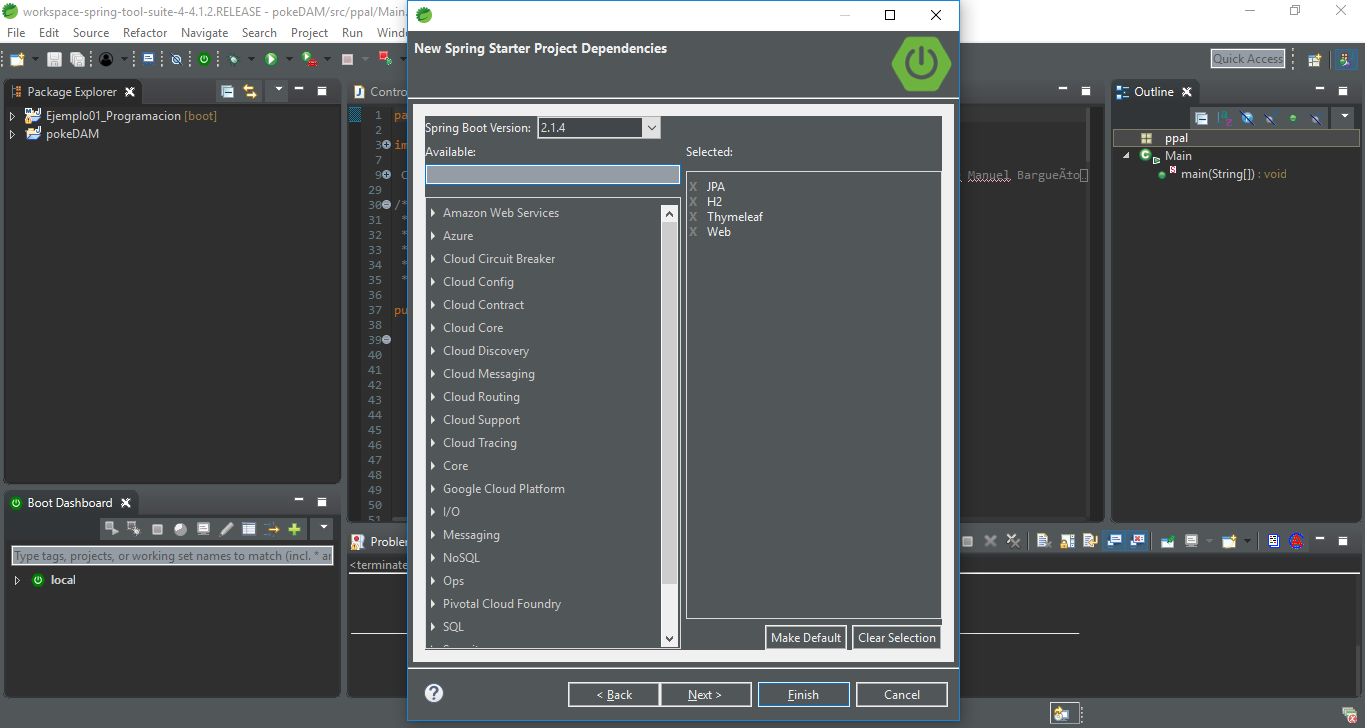 workspace-spring-tool-suite-4-4.1.2.RELEASE - pokeDAM/src/ppal/Main.
File Edit Source Refactor Navigate Search Project Run
Quick Access
Package Explorer
Ejemplo01_Programacion [boot]
pokeDAM
Boot Dashboard
Type tags, projects, or working set names to match (incl. * ar
local
1
2
3
7
8
9
29
30 /*
31 *
32 *
33 *
34 *
35 *
36
37 pu
38
39
40
41
42
43
44
45
46
47
48
49
50
51
Manuel BargueÃ±o
<terminate
New Spring Starter Project Dependencies
Spring Boot Version: 2.1.4
Available:
Amazon Web Services
Azure
Cloud Circuit Breaker
Cloud Config
Cloud Contract
Cloud Core
Cloud Discovery
Cloud Messaging
Cloud Routing
Cloud Support
Cloud Tracing
Core
Google Cloud Platform
I/O
Messaging
NoSQL
Ops
Pivotal Cloud Foundry
SQL
Selected:
X JPA
X H2
X Thymeleaf
X Web
Make Default Clear Selection
? < Back Next > Finish Cancel
Outline
ppal
Main
main(String[]) : void